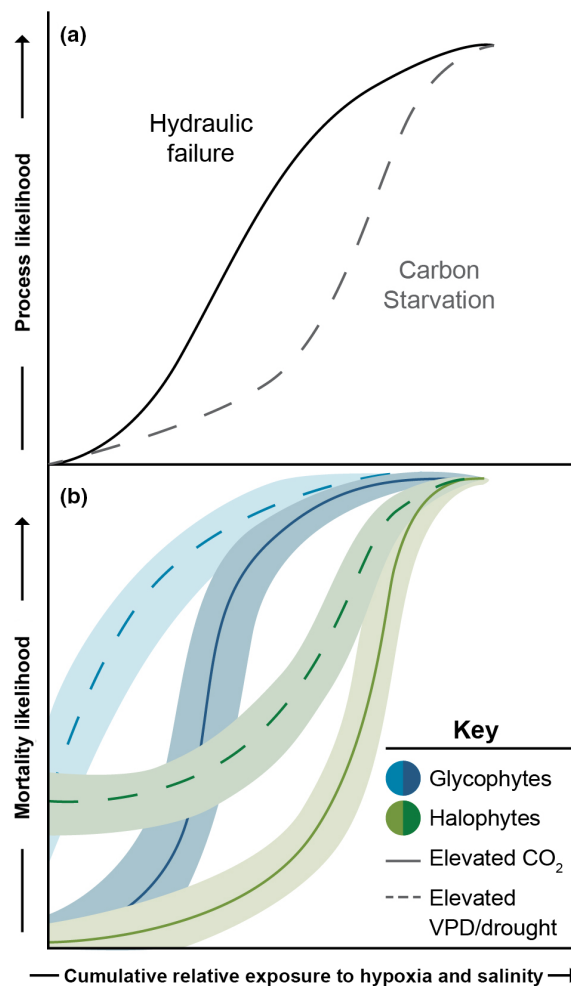 (a)
Hydraulic
failure
Carbon
Starvation
Process likelihood
(b)
Mortality likelihood
Key
Glycophytes
Halophytes
Elevated CO₂
Elevated
VPD/drought
Cumulative relative exposure to hypoxia and salinity